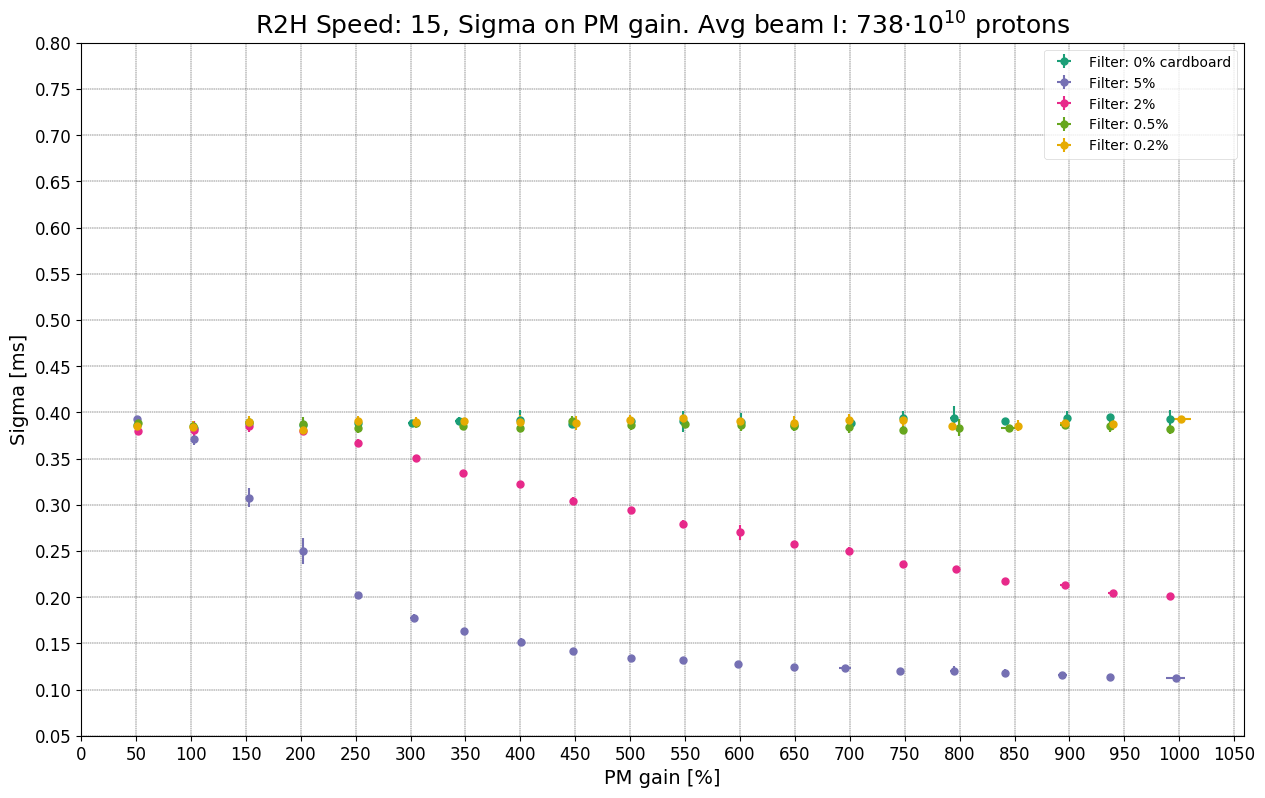 R2H Speed: 15, Sigma on PM gain. Avg beam I: 738·10¹⁰ protons
0.80
0.75
0.70
0.65
0.60
0.55
0.50
0.45
0.40
0.35
0.30
0.25
0.20
0.15
0.10
0.05
Sigma [ms]
Filter: 0% cardboard
Filter: 5%
Filter: 2%
Filter: 0.5%
Filter: 0.2%
0 50 100 150 200 250 300 350 400 450 500 550 600 650 700 750 800 850 900 950 1000 1050
PM gain [%]